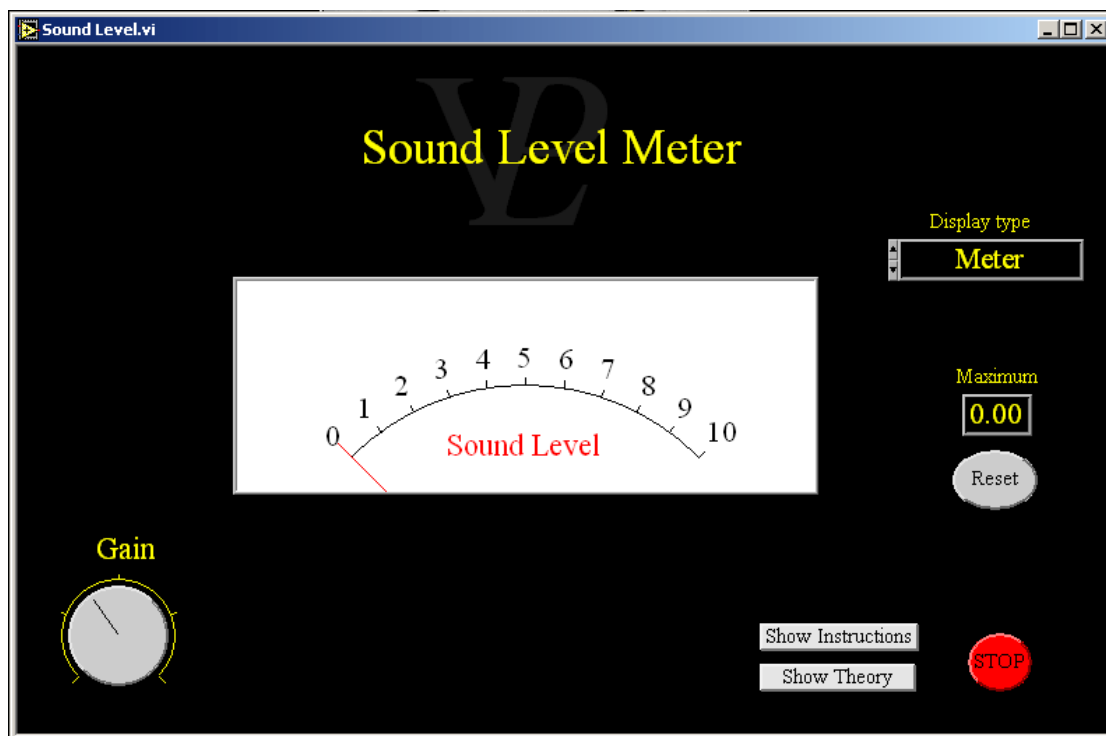 Sound Level.vi
VPL
Sound Level Meter
Display type
Meter
0 1 2 3 4 5 6 7 8 9 10
Sound Level
Maximum
0.00
Reset
Gain
Show Instructions
Show Theory
STOP